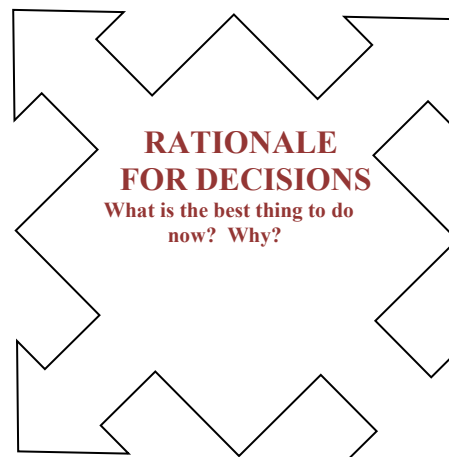 RATIONALE
FOR DECISIONS
What is the best thing to do
now?  Why?